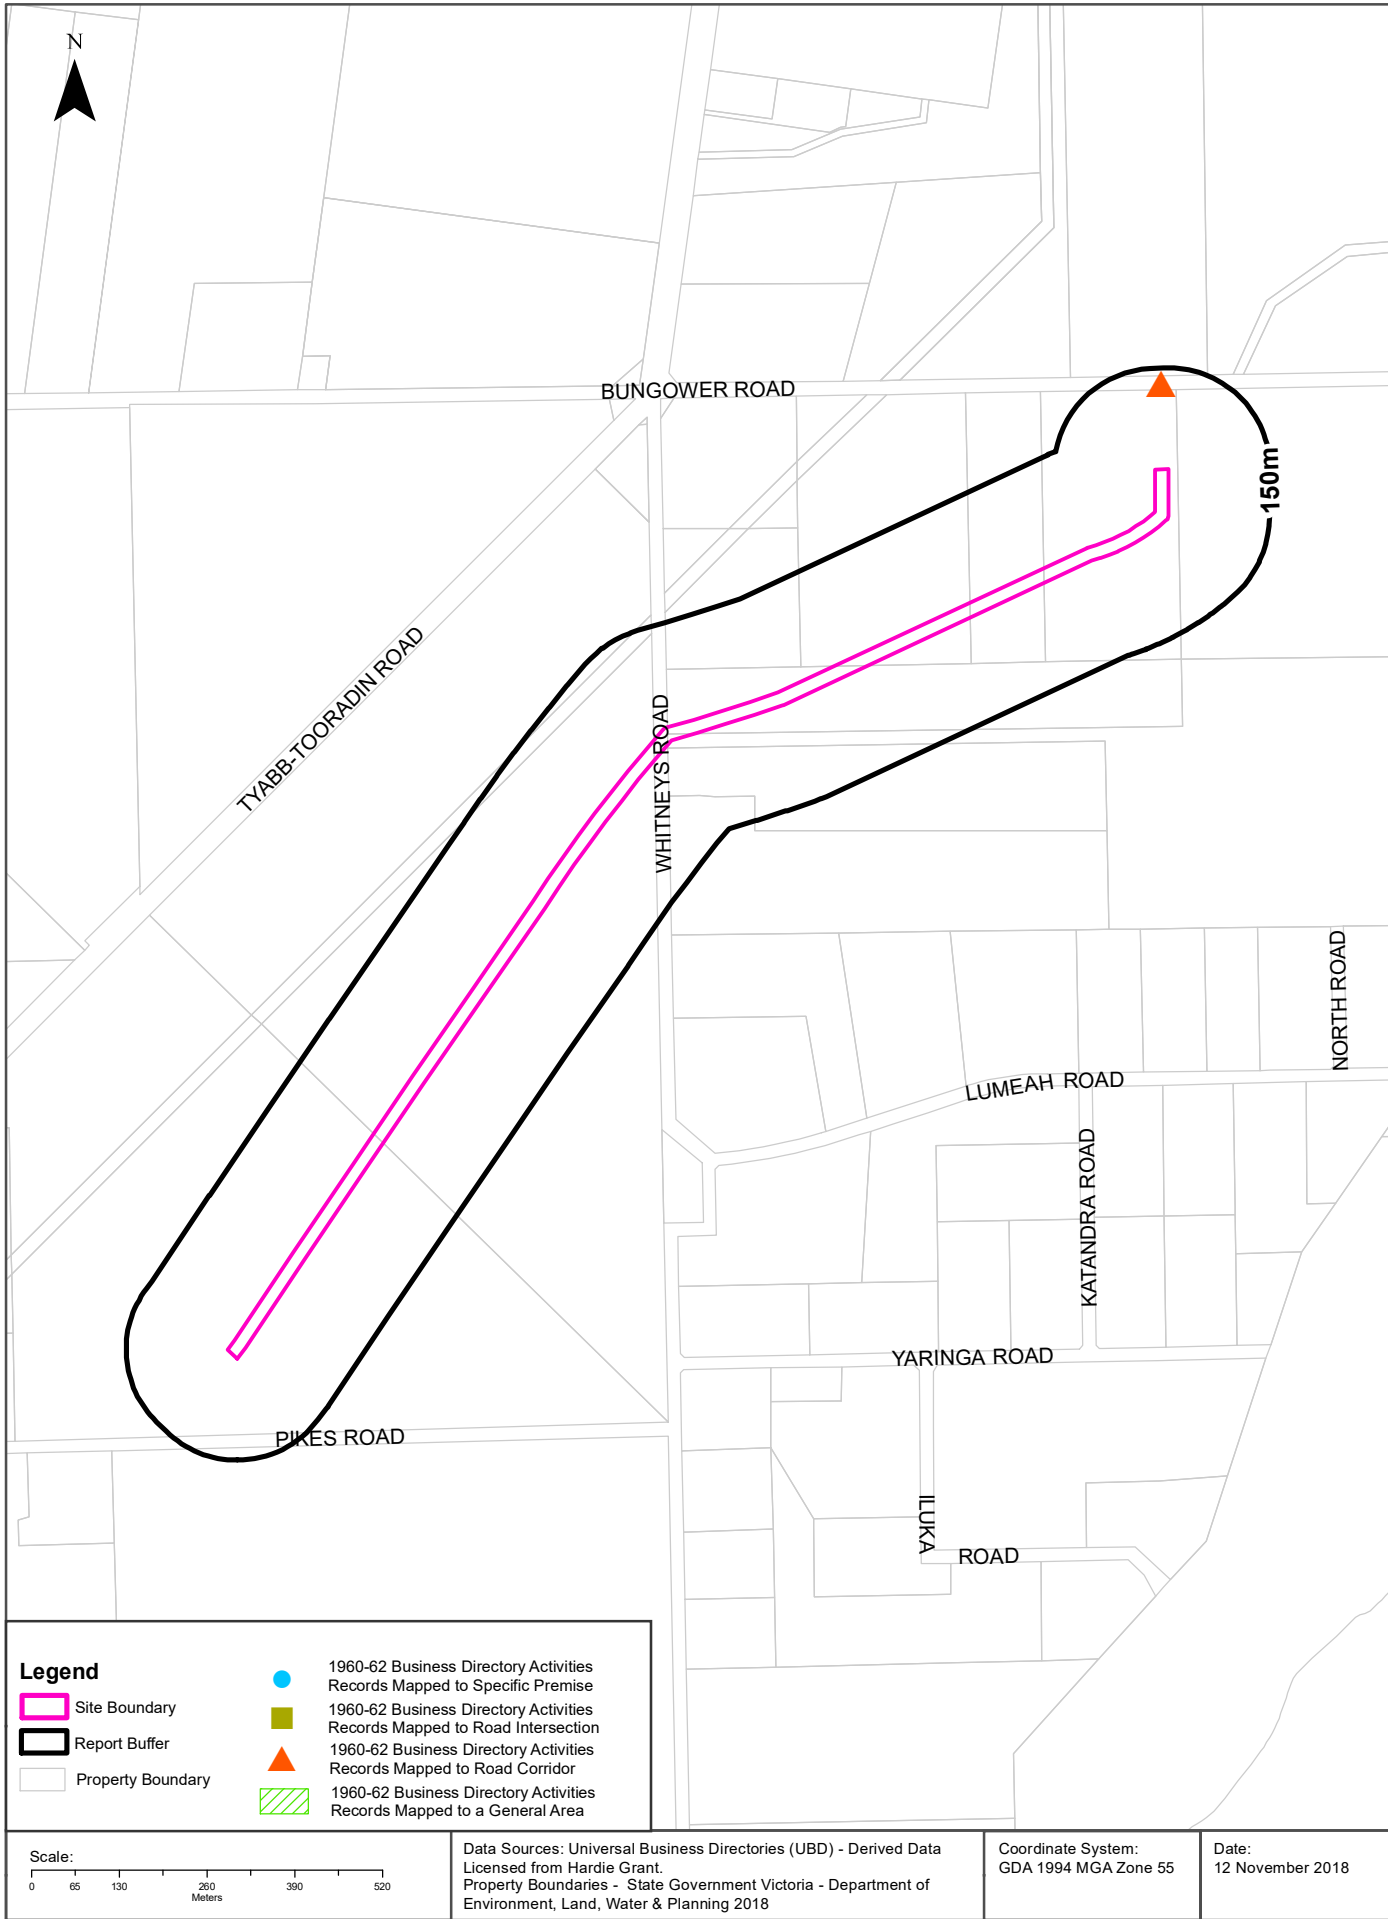 N
BUNGOWER ROAD
150m
TYABB-TOORADIN ROAD
WHITNEYS ROAD
NORTH ROAD
LUMEAH ROAD
KATANDRA ROAD
YARINGA ROAD
PIKES ROAD
ILUKA
ROAD
Legend
Site Boundary
Report Buffer
Property Boundary
1960-62 Business Directory Activities
Records Mapped to Specific Premise
1960-62 Business Directory Activities
Records Mapped to Road Intersection
1960-62 Business Directory Activities
Records Mapped to Road Corridor
1960-62 Business Directory Activities
Records Mapped to a General Area
Scale:
0 65 130 260 390 520
Meters
Data Sources: Universal Business Directories (UBD) - Derived Data
Licensed from Hardie Grant.
Property Boundaries - State Government Victoria - Department of
Environment, Land, Water & Planning 2018
Coordinate System:
GDA 1994 MGA Zone 55
Date:
12 November 2018